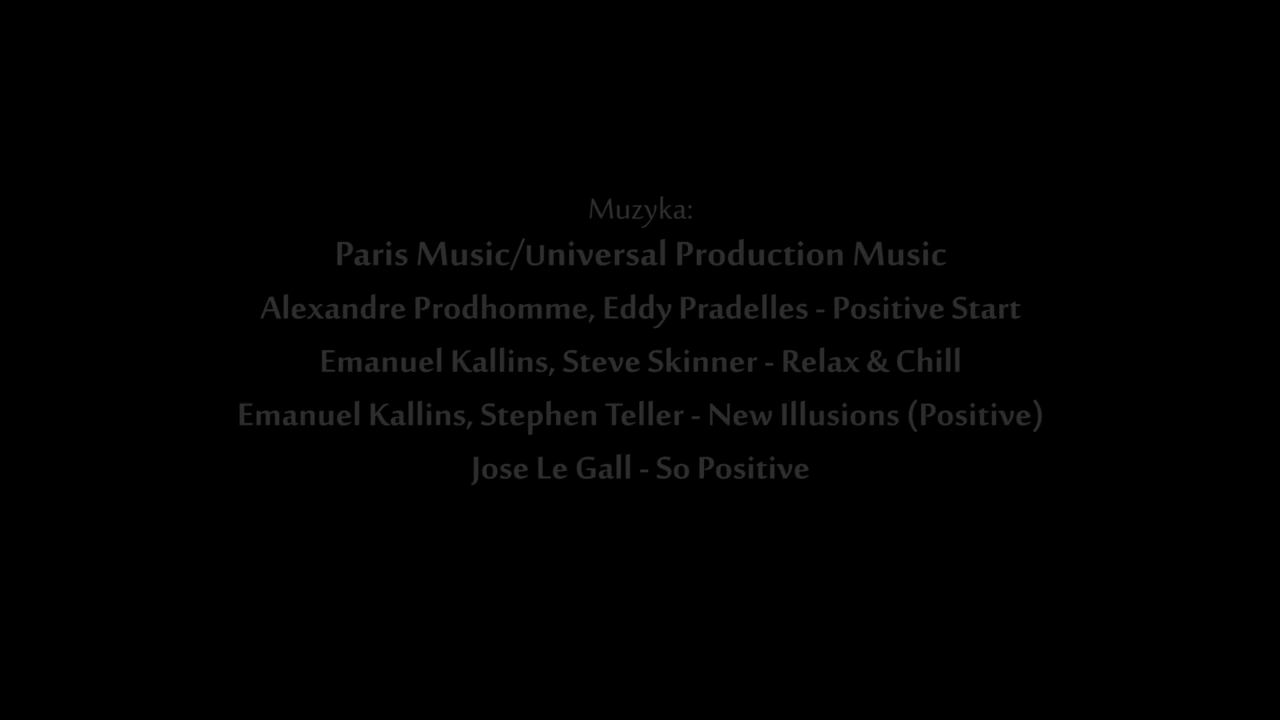 Muzyka:
Paris Music/Universal Production Music
Alexandre Prodhomme, Eddy Pradelles - Positive Start
Emanuel Kallins, Steve Skinner - Relax & Chill
Emanuel Kallins, Stephen Teller - New Illusions (Positive)
Jose Le Gall - So Positive